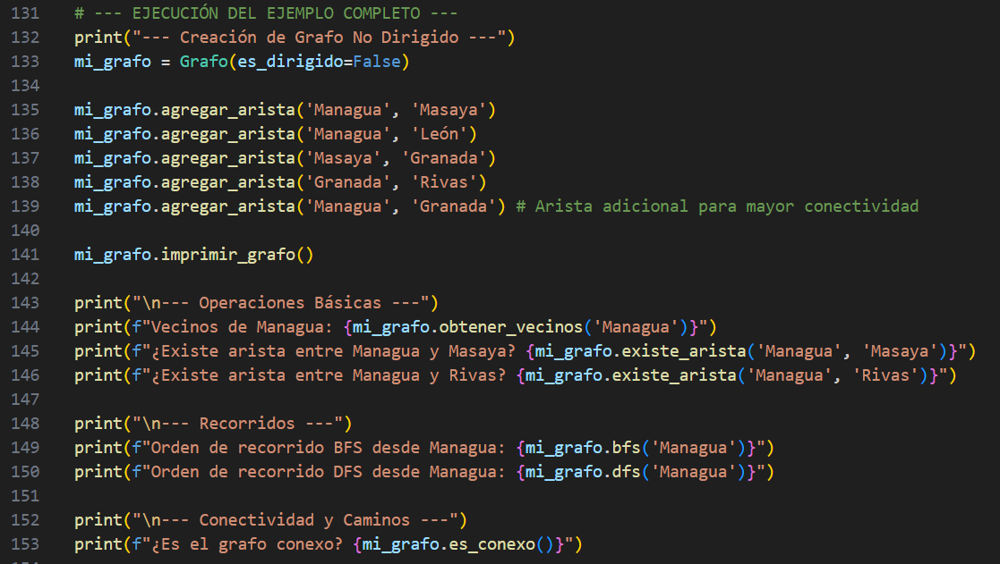 131 # --- EJECUCIÓN DEL EJEMPLO COMPLETO ---
132 print("--- Creación de Grafo No Dirigido ---")
133 mi_grafo = Grafo(es_dirigido=False)
134
135 mi_grafo.agregar_arista('Managua', 'Masaya')
136 mi_grafo.agregar_arista('Managua', 'León')
137 mi_grafo.agregar_arista('Masaya', 'Granada')
138 mi_grafo.agregar_arista('Granada', 'Rivas')
139 mi_grafo.agregar_arista('Managua', 'Granada') # Arista adicional para mayor conectividad
140
141 mi_grafo.imprimir_grafo()
142
143 print("\n--- Operaciones Básicas ---")
144 print(f"Vecinos de Managua: {mi_grafo.obtener_vecinos('Managua')}")
145 print(f"¿Existe arista entre Managua y Masaya? {mi_grafo.existe_arista('Managua', 'Masaya')}")
146 print(f"¿Existe arista entre Managua y Rivas? {mi_grafo.existe_arista('Managua', 'Rivas')}")
147
148 print("\n--- Recorridos ---")
149 print(f"Orden de recorrido BFS desde Managua: {mi_grafo.bfs('Managua')}")
150 print(f"Orden de recorrido DFS desde Managua: {mi_grafo.dfs('Managua')}")
151
152 print("\n--- Conectividad y Caminos ---")
153 print(f"¿Es el grafo conexo? {mi_grafo.es_conexo()}")